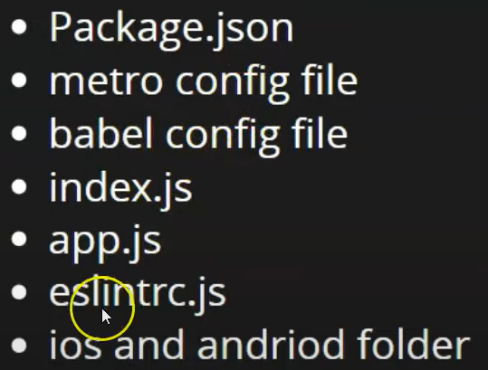 • Package.json
• metro config file
• babel config file
• index.js
• app.js
• eslintrc.js
• ios and andriod folder